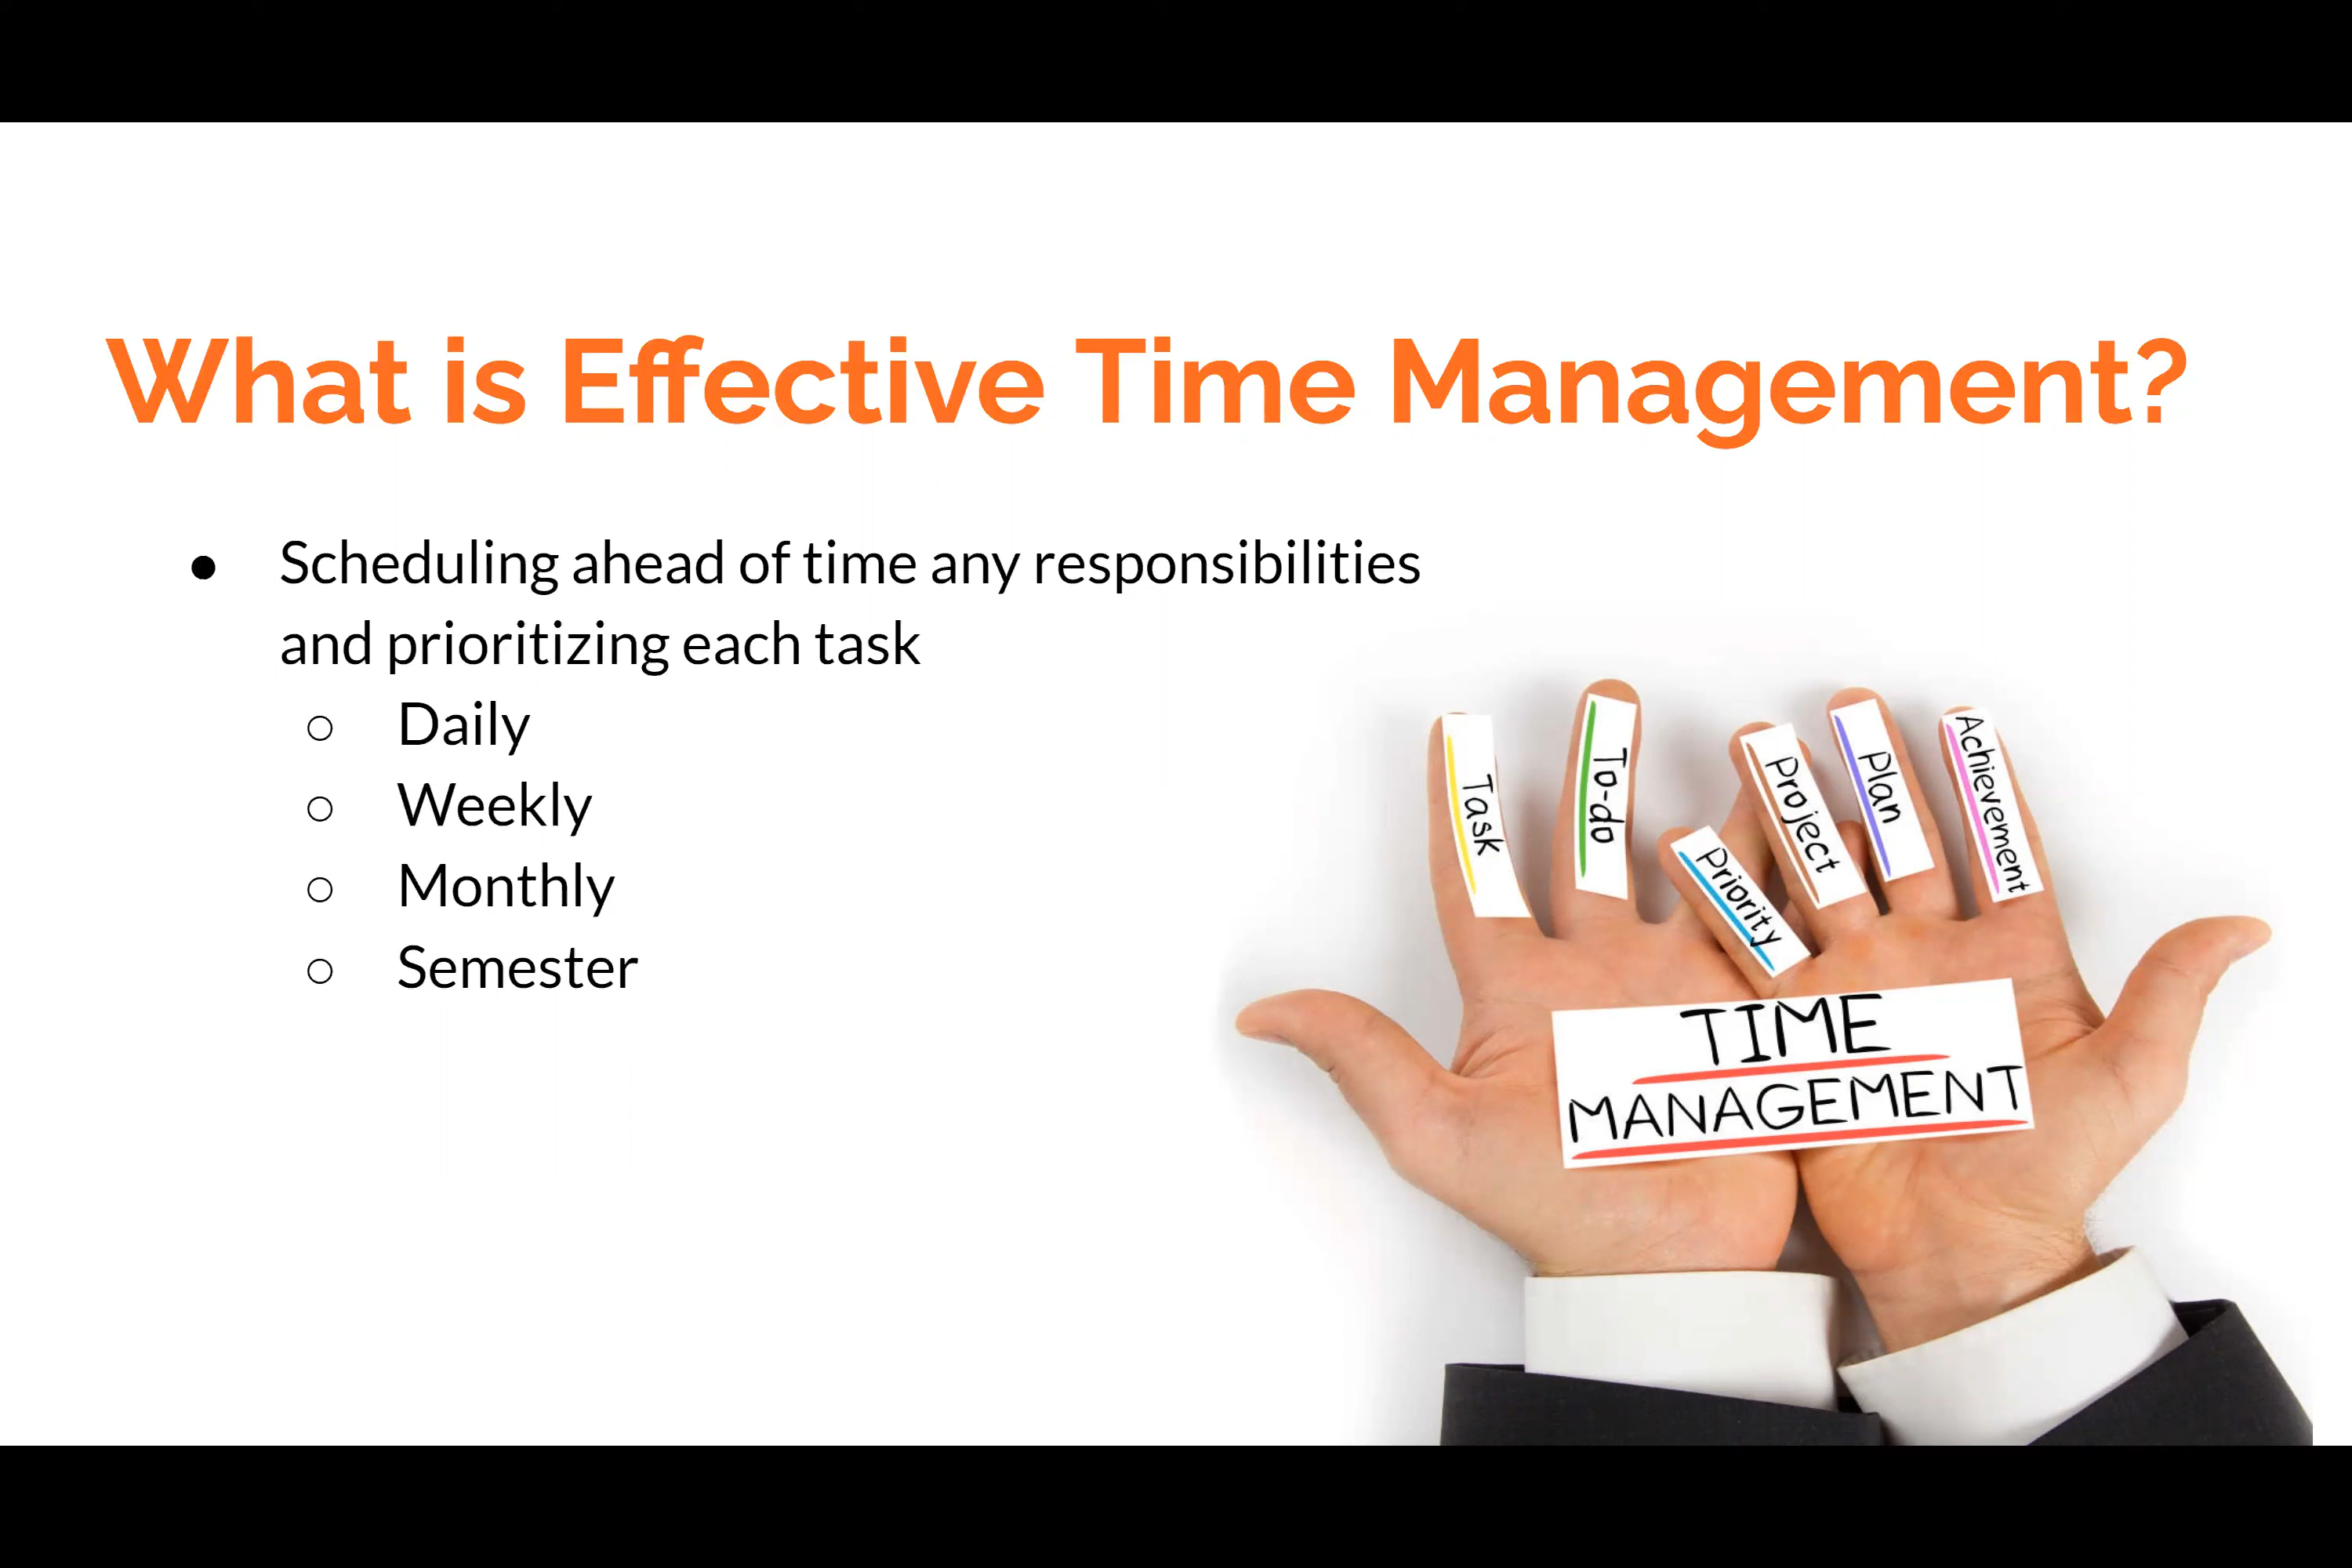 What is Effective Time Management?
● Scheduling ahead of time any responsibilities
and prioritizing each task
○ Daily
○ Weekly
○ Monthly
○ Semester
Task
To-do
Priority
Project
Plan
Achievement
TIME
MANAGEMENT